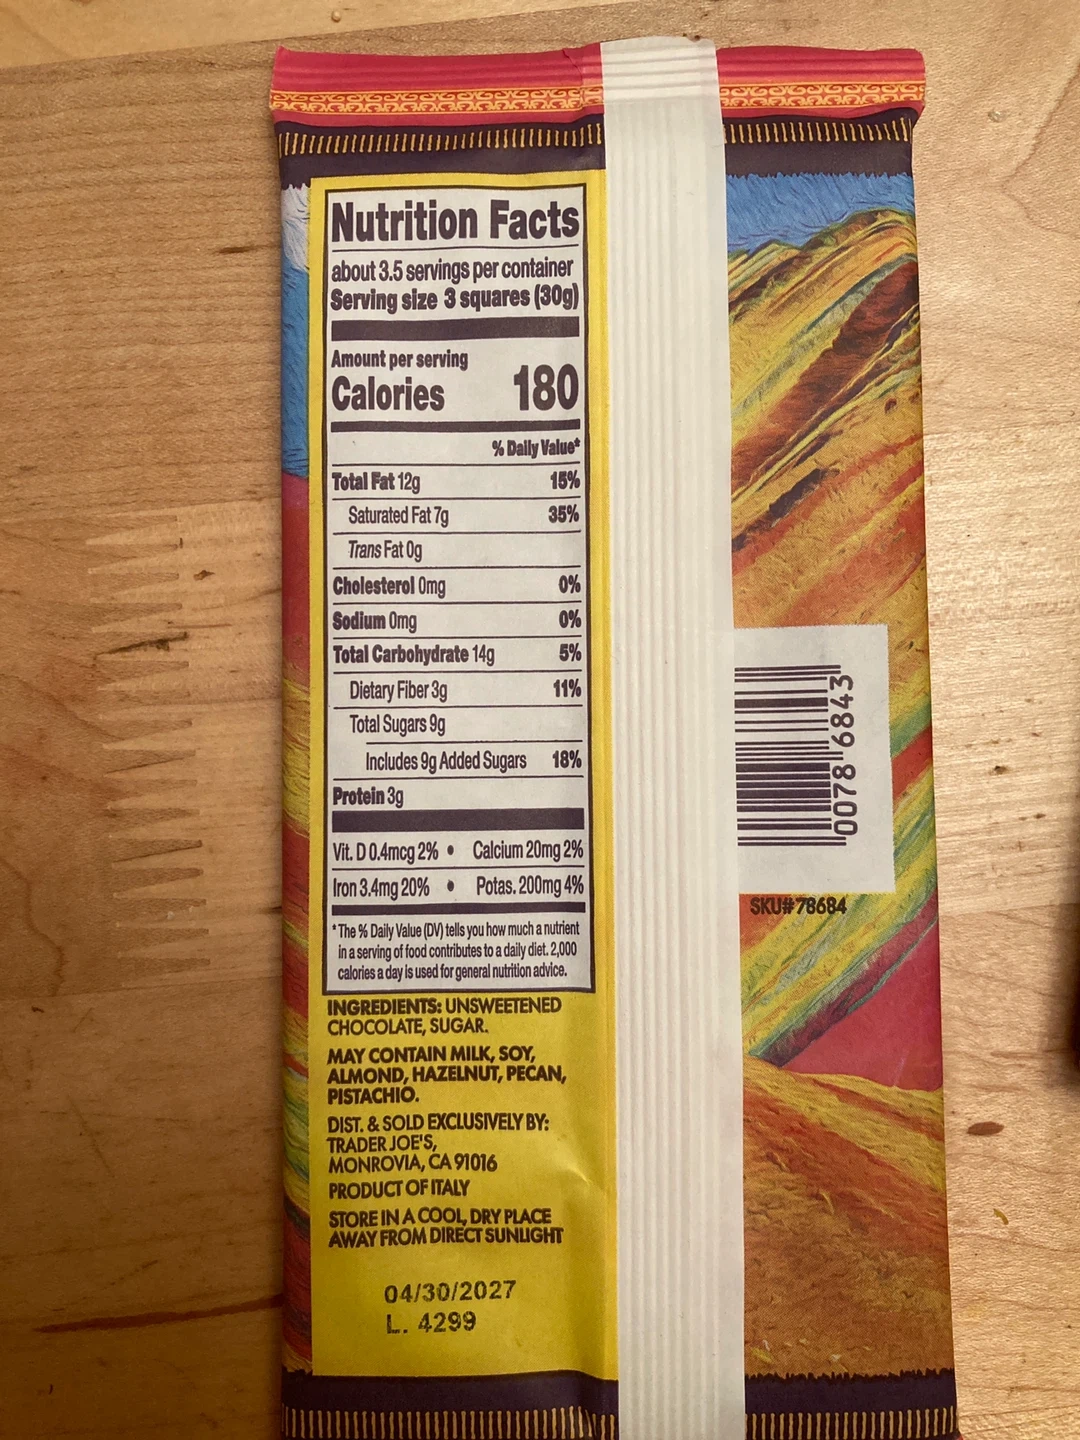 Nutrition Facts
about 3.5 servings per container
Serving size 3 squares (30g)
Amount per serving
Calories 180
% Daily Value*
Total Fat 12g 15%
Saturated Fat 7g 35%
Trans Fat 0g
Cholesterol 0mg 0%
Sodium 0mg 0%
Total Carbohydrate 14g 5%
Dietary Fiber 3g 11%
Total Sugars 9g
Includes 9g Added Sugars 18%
Protein 3g
Vit. D 0.4mcg 2% • Calcium 20mg 2%
Iron 3.4mg 20% • Potas. 200mg 4%
* The % Daily Value (DV) tells you how much a nutrient
in a serving of food contributes to a daily diet. 2,000
calories a day is used for general nutrition advice.
INGREDIENTS: UNSWEETENED
CHOCOLATE, SUGAR.
MAY CONTAIN MILK, SOY,
ALMOND, HAZELNUT, PECAN,
PISTACHIO.
DIST. & SOLD EXCLUSIVELY BY:
TRADER JOE'S,
MONROVIA, CA 91016
PRODUCT OF ITALY
STORE IN A COOL, DRY PLACE
AWAY FROM DIRECT SUNLIGHT
04/30/2027
L. 4299
0078 6843
SKU# 78684